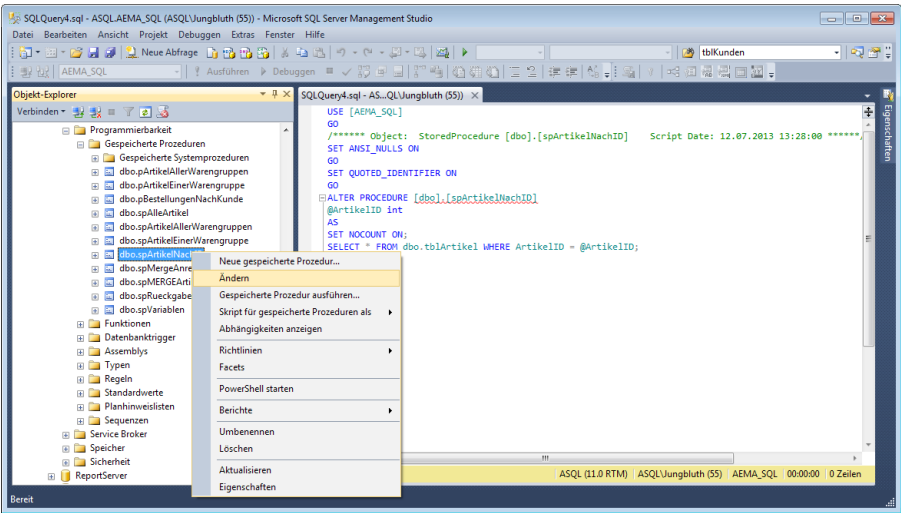 SQLQuery4.sql - ASQL.AEMA_SQL (ASQL\Jungbluth (55)) - Microsoft SQL Server Management Studio
Datei Bearbeiten Ansicht Projekt Debuggen Extras Fenster Hilfe
Neue Abfrage tblKunden
AEMA_SQL Ausführen Debuggen
Objekt-Explorer
SQLQuery4.sql - AS...QL\Jungbluth (55))
Verbinden
Eigenschaften
Programmierbarkeit
Gespeicherte Prozeduren
Gespeicherte Systemprozeduren
dbo.pArtikelAllerWarengruppen
dbo.pArtikelEinerWarengruppe
dbo.pBestellungenNachKunde
dbo.spAlleArtikel
dbo.spArtikelAllerWarengruppen
dbo.spArtikelEinerWarengruppe
dbo.spArtikelNach
dbo.spMergeAnre
dbo.spMERGEArti
dbo.spRueckgabe
dbo.spVariablen
Funktionen
Datenbanktrigger
Assemblys
Typen
Regeln
Standardwerte
Planhinweislisten
Sequenzen
Service Broker
Speicher
Sicherheit
ReportServer
USE [AEMA_SQL]
GO
/****** Object: StoredProcedure [dbo].[spArtikelNachID] Script Date: 12.07.2013 13:28:00 ******/
SET ANSI_NULLS ON
GO
SET QUOTED_IDENTIFIER ON
GO
ALTER PROCEDURE [dbo].[spArtikelNachID]
@ArtikelID int
AS
SET NOCOUNT ON;
SELECT * FROM dbo.tblArtikel WHERE ArtikelID = @ArtikelID;
Neue gespeicherte Prozedur...
Ändern
Gespeicherte Prozedur ausführen...
Skript für gespeicherte Prozeduren als
Abhängigkeiten anzeigen
Richtlinien
Facets
PowerShell starten
Berichte
Umbenennen
Löschen
Aktualisieren
Eigenschaften
ASQL (11.0 RTM) ASQL\Jungbluth (55) AEMA_SQL 00:00:00 0 Zeilen
Bereit